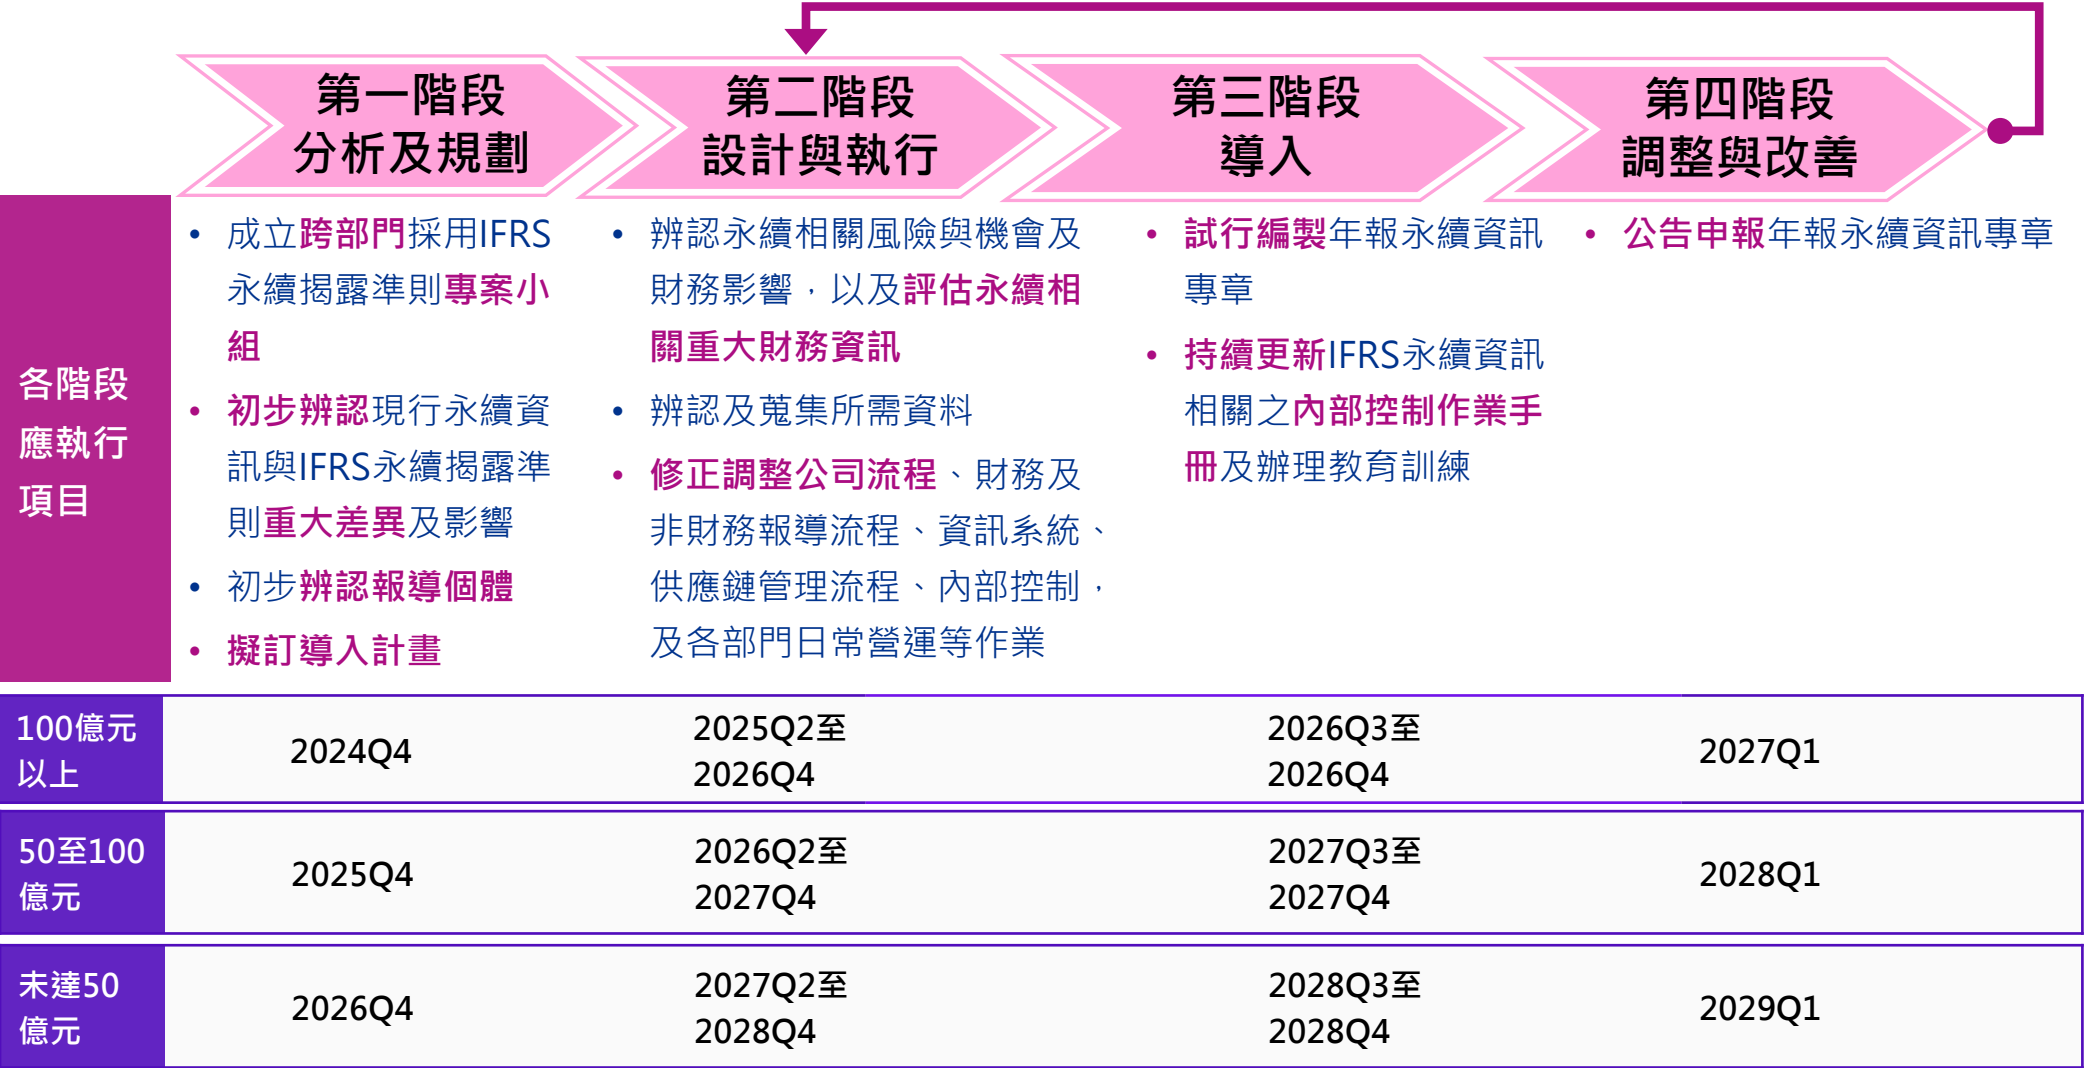 第一階段
分析及規劃
第二階段
設計與執行
第三階段
導入
第四階段
調整與改善
各階段
應執行
項目
• 成立跨部門採用IFRS
永續揭露準則專案小
組
• 初步辨認現行永續資
訊與IFRS永續揭露準
則重大差異及影響
• 初步辨認報導個體
• 擬訂導入計畫
• 辨認永續相關風險與機會及
財務影響，以及評估永續相
關重大財務資訊
• 辨認及蒐集所需資料
• 修正調整公司流程、財務及
非財務報導流程、資訊系統、
供應鏈管理流程、內部控制，
及各部門日常營運等作業
• 試行編製年報永續資訊
專章
• 持續更新IFRS永續資訊
相關之內部控制作業手
冊及辦理教育訓練
• 公告申報年報永續資訊專章
100億元
以上
2024Q4
2025Q2至
2026Q4
2026Q3至
2026Q4
2027Q1
50至100
億元
2025Q4
2026Q2至
2027Q4
2027Q3至
2027Q4
2028Q1
未達50
億元
2026Q4
2027Q2至
2028Q4
2028Q3至
2028Q4
2029Q1